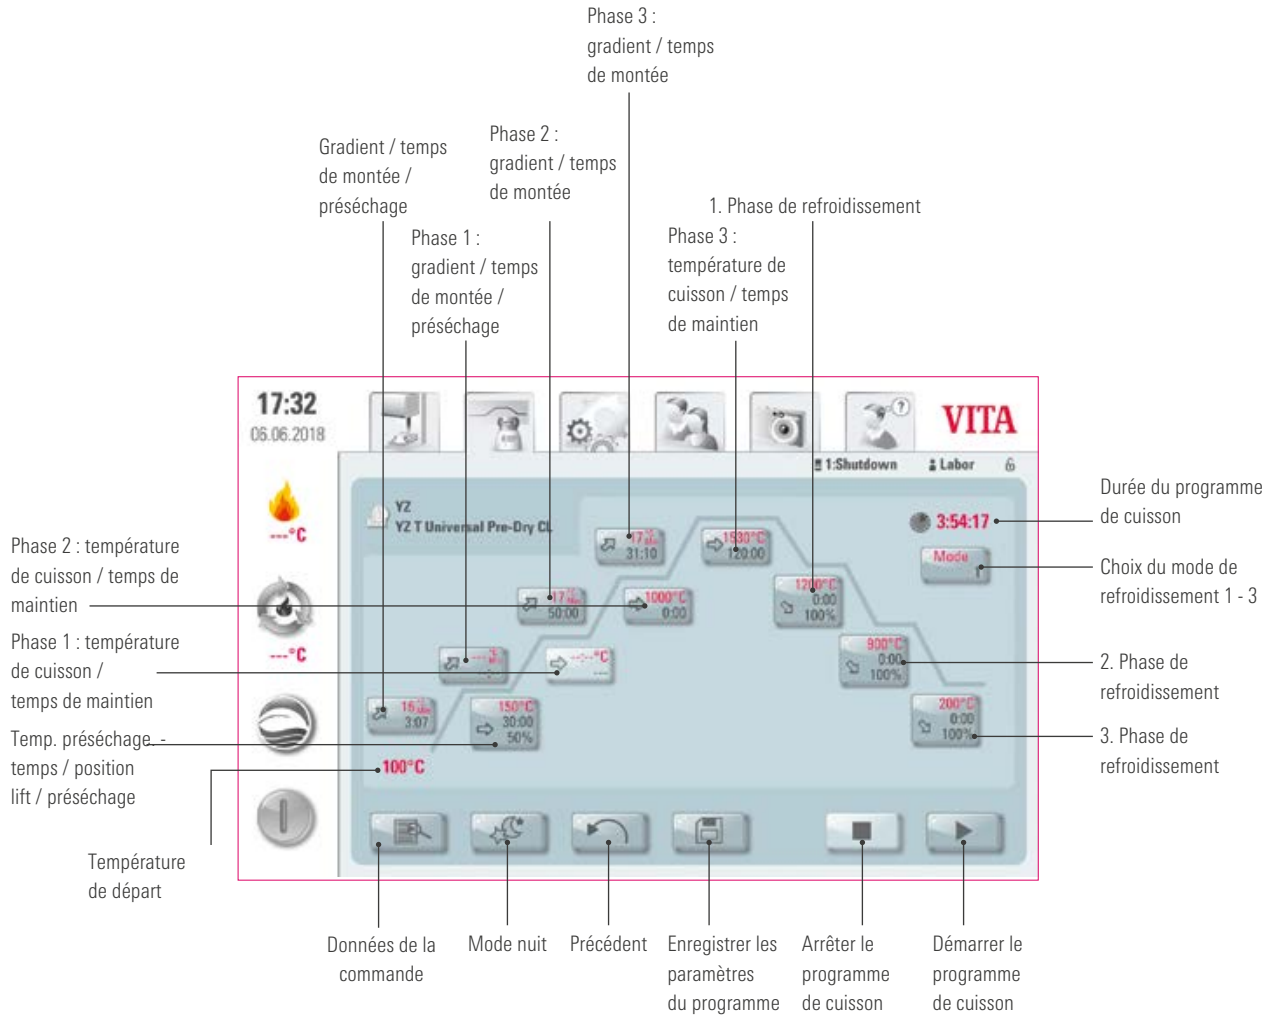 Phase 3 :
gradient / temps
de montée
Phase 2 :
gradient / temps
de montée
Gradient / temps
de montée /
préséchage
1. Phase de refroidissement
Phase 1 :
gradient / temps
de montée /
préséchage
Phase 3 :
température de
cuisson / temps
de maintien
17:32
06.06.2018
VITA
1:Shutdown
Labor
---°C
---°C
YZ
YZ T Universal Pre-Dry CL
3:54:17
Mode
1
17
31:10
1530°C
120:00
17
50:00
1000°C
0:00
1200°C
0:00
100%
--:--°C
---
900°C
0:00
100%
16
3:07
150°C
30:00
50%
200°C
0:00
100%
100°C
Durée du programme
de cuisson
Choix du mode de
refroidissement 1 - 3
2. Phase de
refroidissement
3. Phase de
refroidissement
Phase 2 : température
de cuisson / temps de
maintien
Phase 1 : température
de cuisson /
temps de maintien
Temp. préséchage. -
temps / position
lift / préséchage
Température
de départ
Données de la
commande
Mode nuit
Précédent
Enregistrer les
paramètres
du programme
Arrêter le
programme
de cuisson
Démarrer le
programme
de cuisson